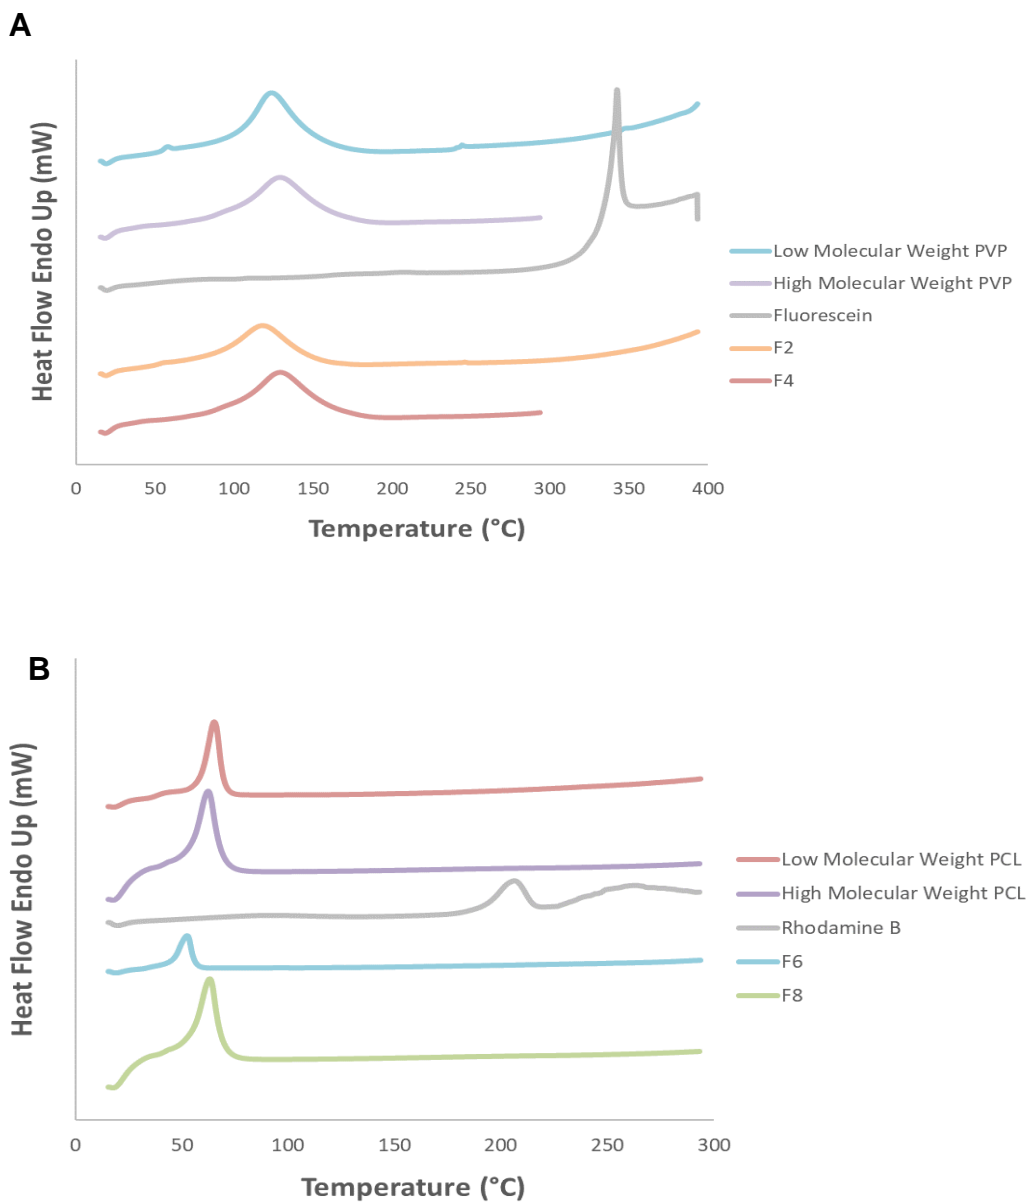 A
Heat Flow Endo Up (mW)
Low Molecular Weight PVP
High Molecular Weight PVP
Fluorescein
F2
F4
0 50 100 150 200 250 300 350 400
Temperature (°C)
B
Heat Flow Endo Up (mW)
Low Molecular Weight PCL
High Molecular Weight PCL
Rhodamine B
F6
F8
0 50 100 150 200 250 300
Temperature (°C)